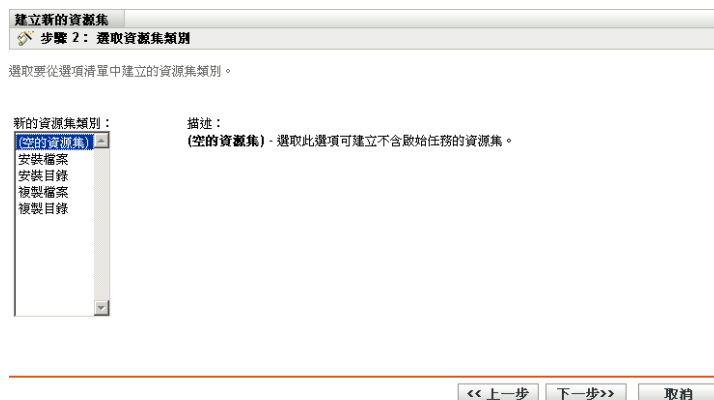 建立新的資源集
步驟 2： 選取資源集類別
選取要從選項清單中建立的資源集類別。
新的資源集類別：
描述：
(空的資源集)
(空的資源集) - 選取此選項可建立不含啟始任務的資源集。
安裝檔案
安裝目錄
複製檔案
複製目錄
<< 上一步
下一步>>
取消